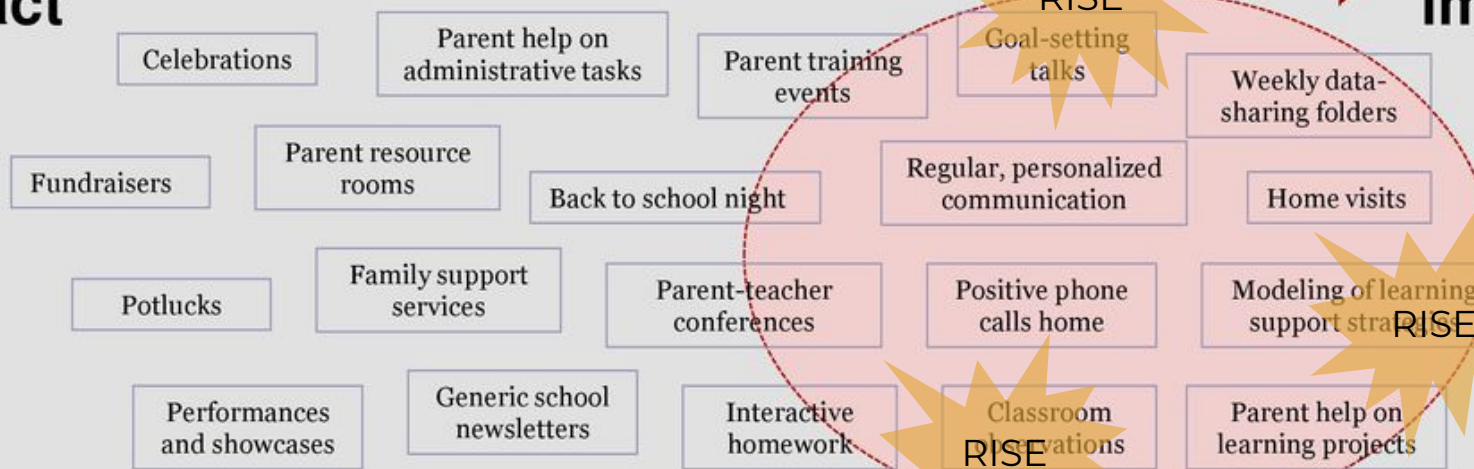 RISE
Celebrations
Parent help on
administrative tasks
Parent training
events
Goal-setting
talks
Weekly data-
sharing folders
Fundraisers
Parent resource
rooms
Back to school night
Regular, personalized
communication
Home visits
Potlucks
Family support
services
Parent-teacher
conferences
Positive phone
calls home
Modeling of learning
support strategies
RISE
Performances
and showcases
Generic school
newsletters
Interactive
homework
Classroom
observations
RISE
Parent help on
learning projects